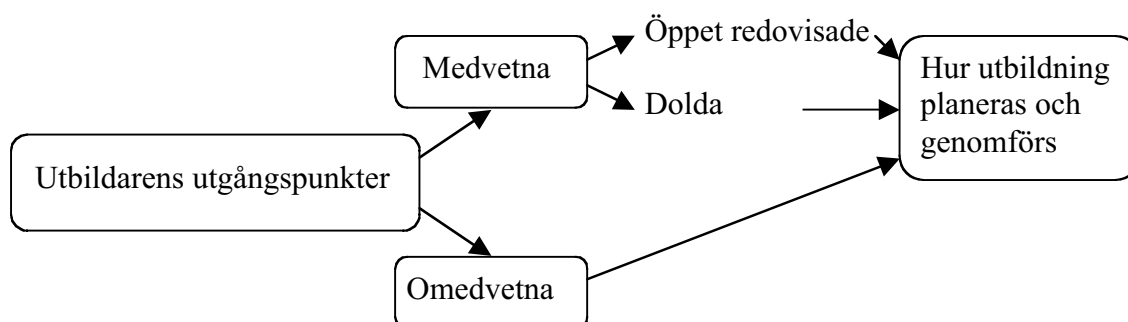 Öppet redovisade
Medvetna
Dolda
Hur utbildning
planeras och
genomförs
Utbildarens utgångspunkter
Omedvetna